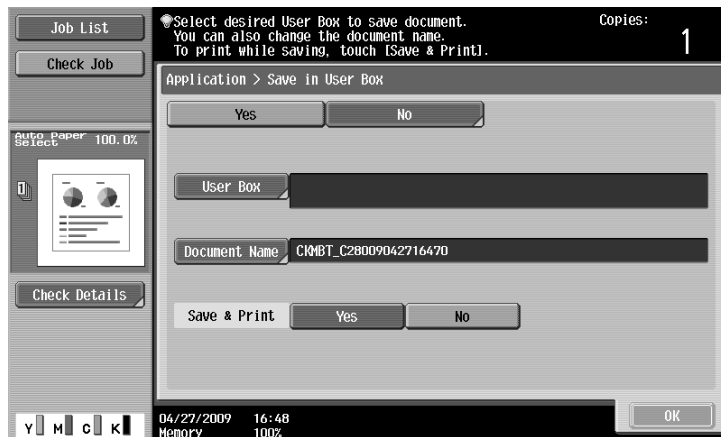 Job List
Check Job
Select desired User Box to save document.
You can also change the document name.
To print while saving, touch [Save & Print].
Copies:
1
Application > Save in User Box
Yes No
Auto Paper Select 100.0%
1
User Box
Document Name CKMBT_C28009042716470
Check Details
Save & Print Yes No
OK
Y M C K
04/27/2009 16:48
Memory 100%